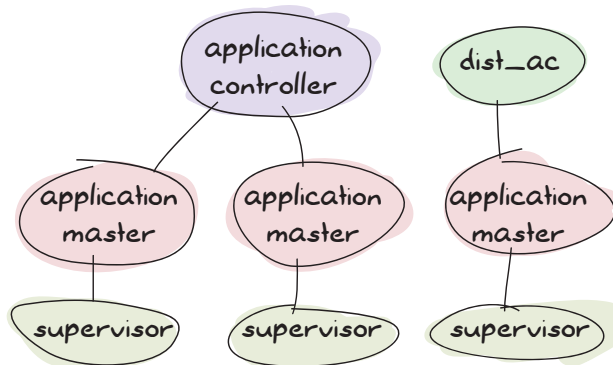 application
controller
dist_ac
application
master
application
master
application
master
supervisor
supervisor
supervisor